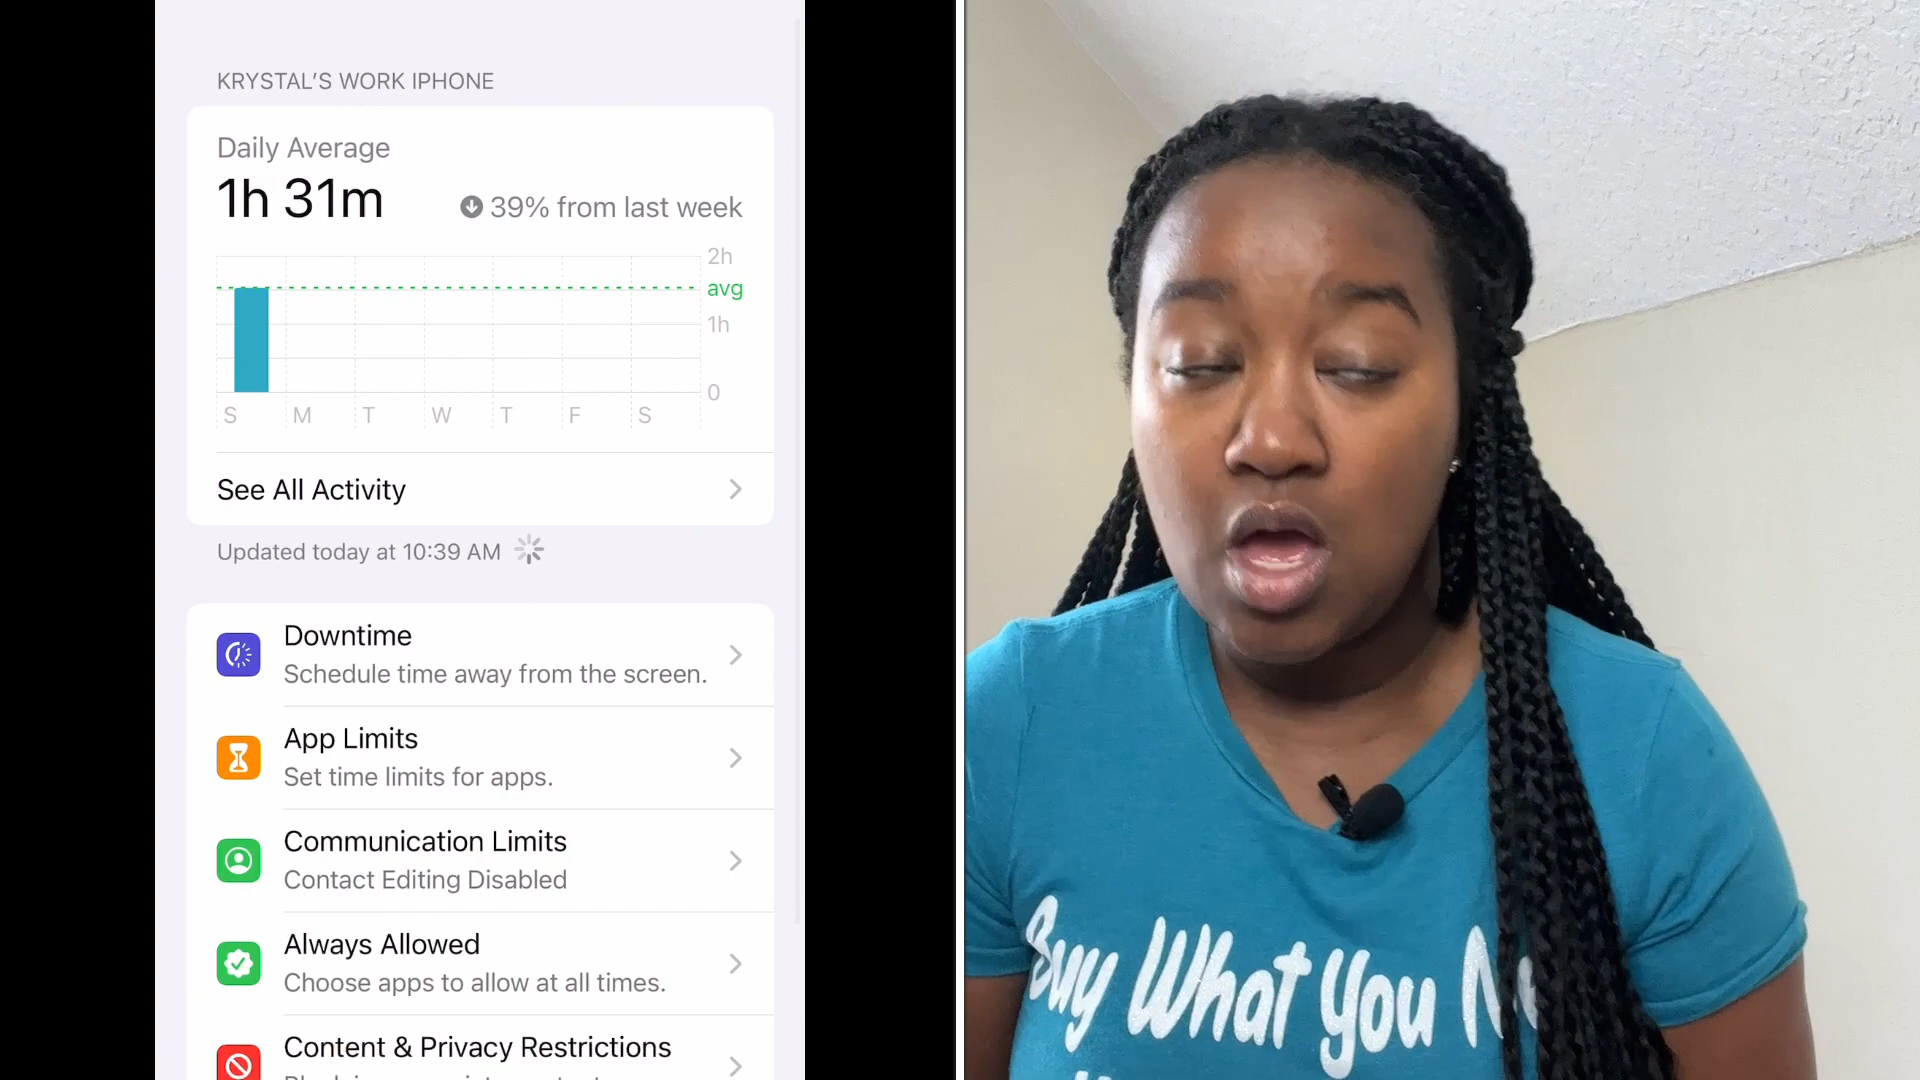 KRYSTAL’S WORK IPHONE
Daily Average
1h 31m
39% from last week
2h
avg
1h
0
S M T W T F S
See All Activity
Updated today at 10:39 AM
Downtime
Schedule time away from the screen.
App Limits
Set time limits for apps.
Communication Limits
Contact Editing Disabled
Always Allowed
Choose apps to allow at all times.
Content & Privacy Restrictions
Buy What You